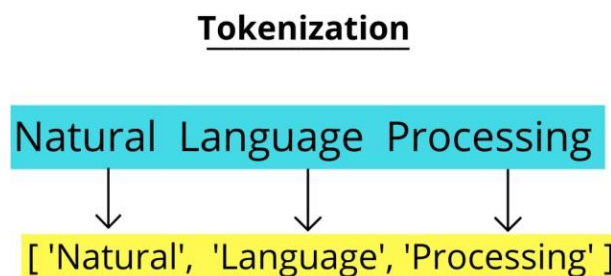 Tokenization
Natural Language Processing
[ 'Natural', 'Language', 'Processing' ]